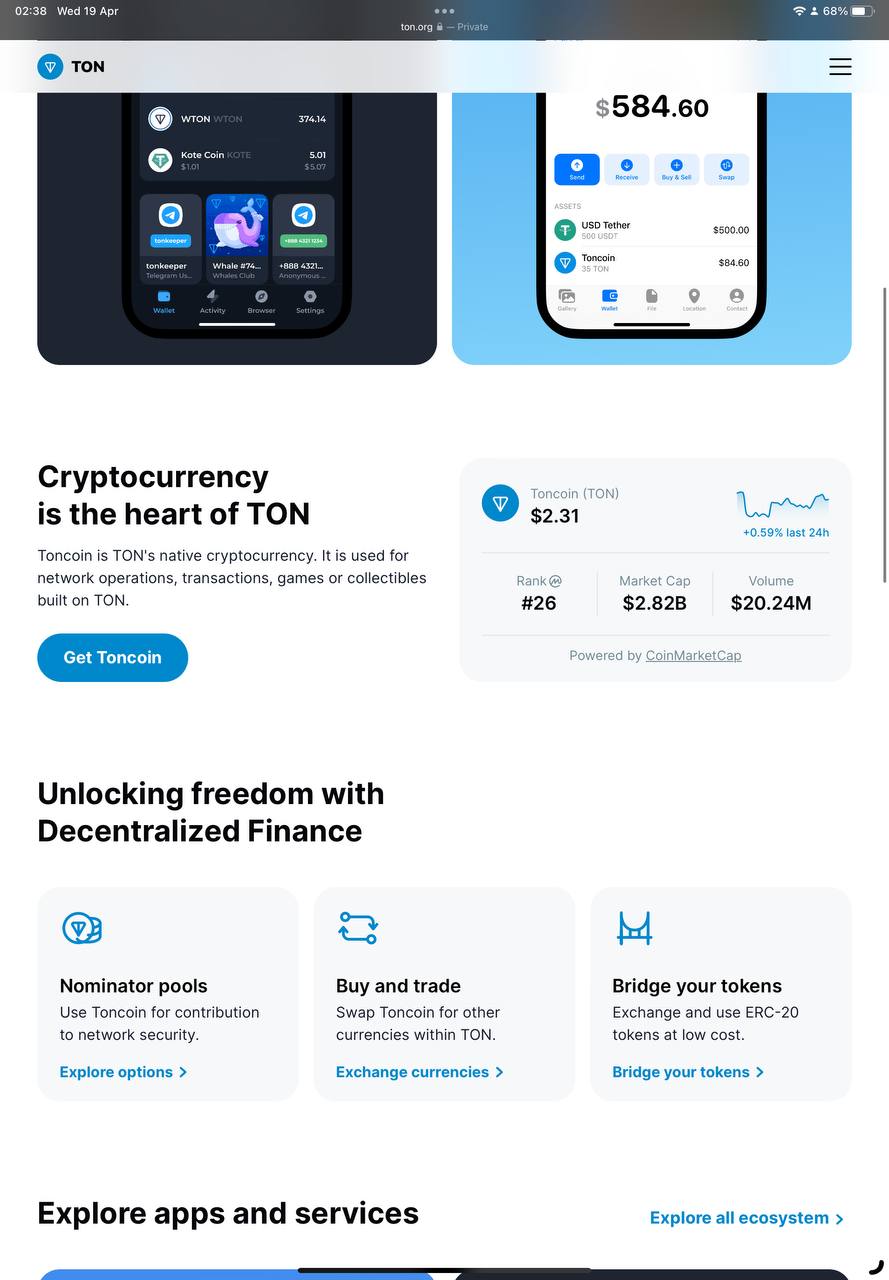 02:38 Wed 19 Apr
68%
ton.org — Private
TON
WTON WTON 374.14
Kote Coin KOTE 5.01
$1.01 $5.07
tonkeeper +888 4321 1234
tonkeeper Whale #74... +888 4321...
Telegram Us... Whales Club Anonymous ...
Wallet Activity Browser Settings
$584.60
Send Receive Buy & Sell Swap
ASSETS
USD Tether $500.00
500 USDT
Toncoin $84.60
35 TON
Gallery Wallet File Location Contact
Cryptocurrency
is the heart of TON
Toncoin is TON's native cryptocurrency. It is used for
network operations, transactions, games or collectibles
built on TON.
Get Toncoin
Toncoin (TON)
$2.31
+0.59% last 24h
Rank Market Cap Volume
#26 $2.82B $20.24M
Powered by CoinMarketCap
Unlocking freedom with
Decentralized Finance
Nominator pools
Use Toncoin for contribution
to network security.
Explore options
Buy and trade
Swap Toncoin for other
currencies within TON.
Exchange currencies
Bridge your tokens
Exchange and use ERC-20
tokens at low cost.
Bridge your tokens
Explore apps and services
Explore all ecosystem